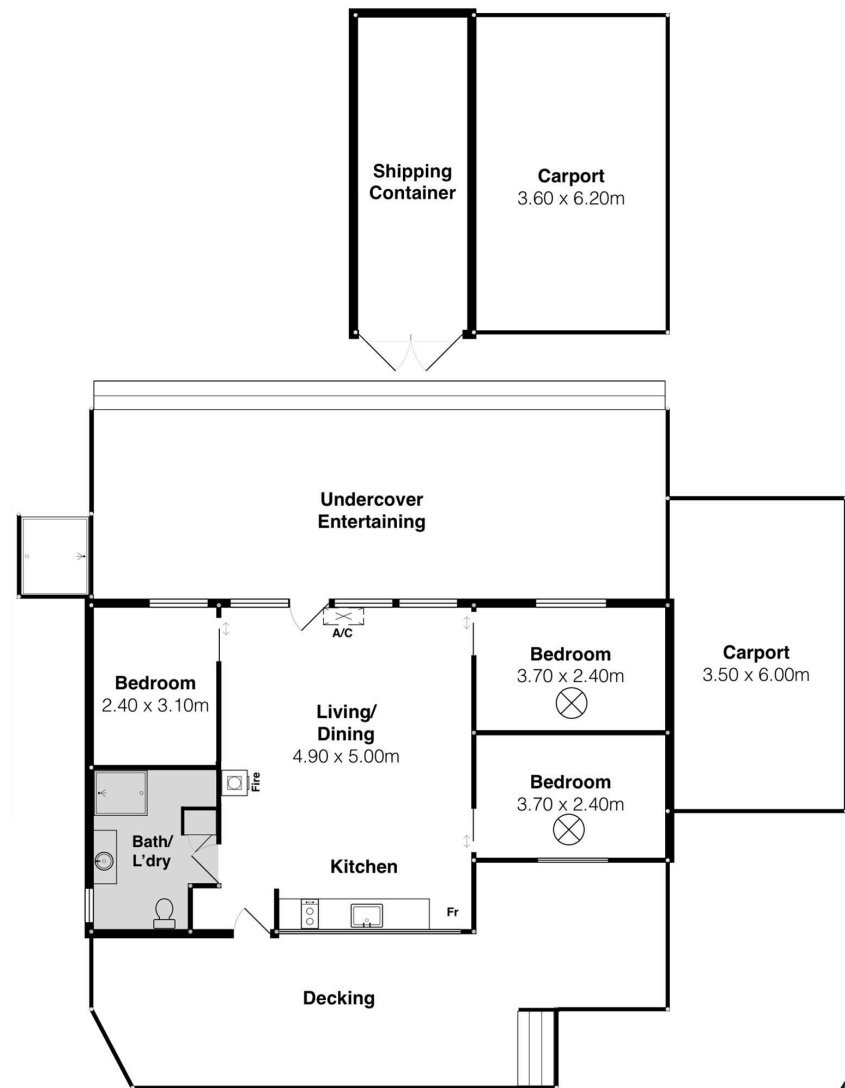 Shipping
Container
Carport
3.60 x 6.20m
Undercover
Entertaining
A/C
Bedroom
2.40 x 3.10m
Living/
Dining
4.90 x 5.00m
Bedroom
3.70 x 2.40m
Carport
3.50 x 6.00m
Fire
Bedroom
3.70 x 2.40m
Bath/
L'dry
Kitchen
Fr
Decking